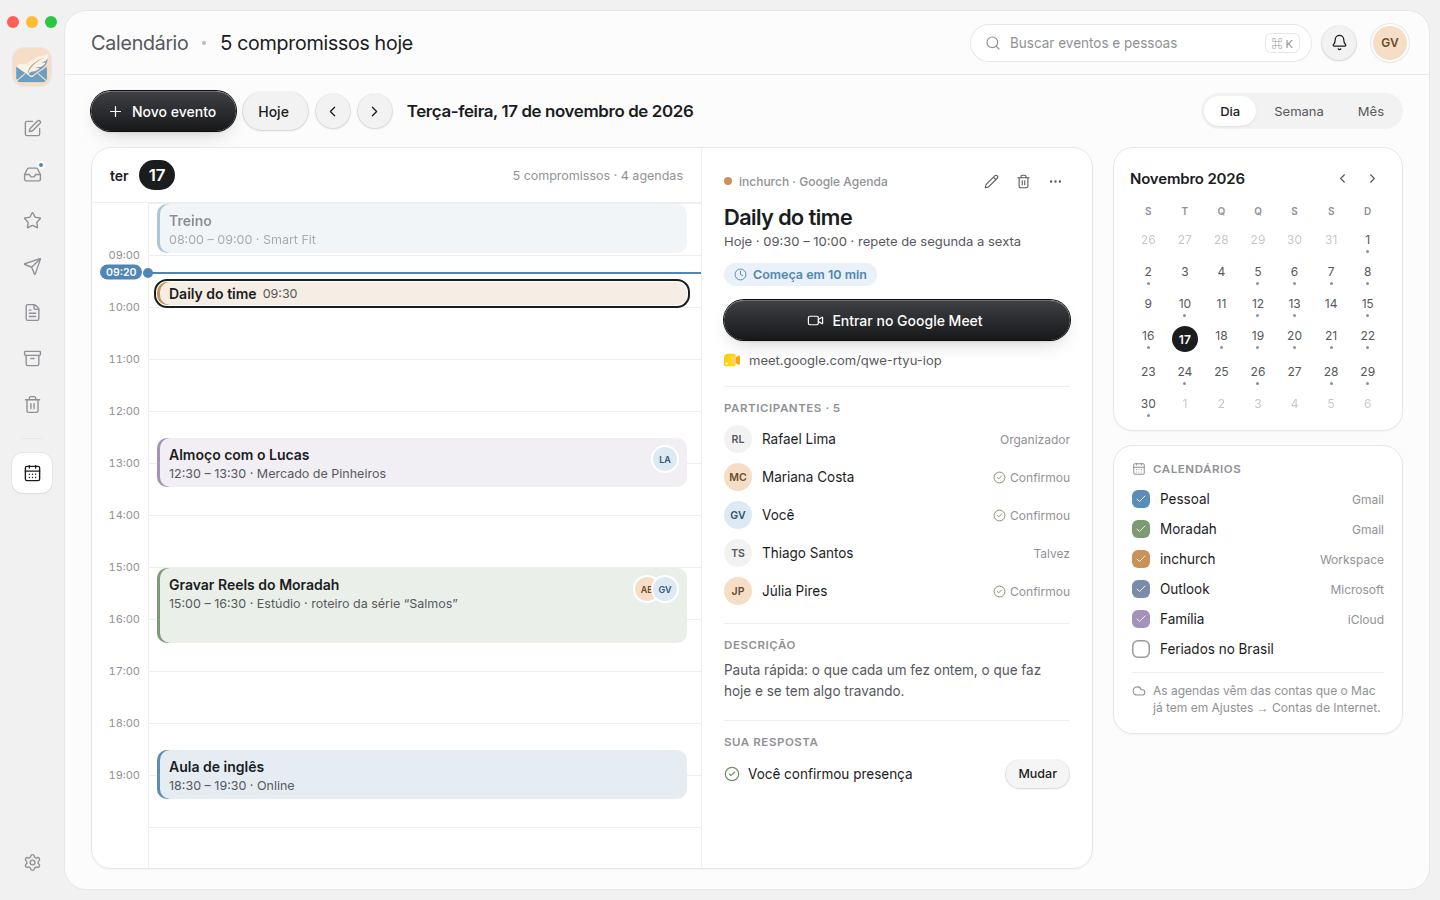 Calendário · 5 compromissos hoje
Buscar eventos e pessoas
⌘ K
GV
Novo evento
Hoje
Terça-feira, 17 de novembro de 2026
Dia
Semana
Mês
ter 17
5 compromissos · 4 agendas
Treino
08:00 – 09:00 · Smart Fit
09:00
09:20
Daily do time 09:30
10:00
11:00
12:00
Almoço com o Lucas
12:30 – 13:30 · Mercado de Pinheiros
LA
13:00
14:00
15:00
Gravar Reels do Moradah
15:00 – 16:30 · Estúdio · roteiro da série “Salmos”
GV
16:00
17:00
18:00
Aula de inglês
18:30 – 19:30 · Online
19:00
inchurch · Google Agenda
Daily do time
Hoje · 09:30 – 10:00 · repete de segunda a sexta
Começa em 10 min
Entrar no Google Meet
meet.google.com/qwe-rtyu-iop
PARTICIPANTES · 5
RL Rafael Lima Organizador
MC Mariana Costa Confirmou
GV Você Confirmou
TS Thiago Santos Talvez
JP Júlia Pires Confirmou
DESCRIÇÃO
Pauta rápida: o que cada um fez ontem, o que faz
hoje e se tem algo travando.
SUA RESPOSTA
Você confirmou presença
Mudar
Novembro 2026
S T Q Q S S D
26 27 28 29 30 31 1
2 3 4 5 6 7 8
9 10 11 12 13 14 15
16 17 18 19 20 21 22
23 24 25 26 27 28 29
30 1 2 3 4 5 6
CALENDÁRIOS
Pessoal Gmail
Moradah Gmail
inchurch Workspace
Outlook Microsoft
Família iCloud
Feriados no Brasil
As agendas vêm das contas que o Mac
já tem em Ajustes → Contas de Internet.